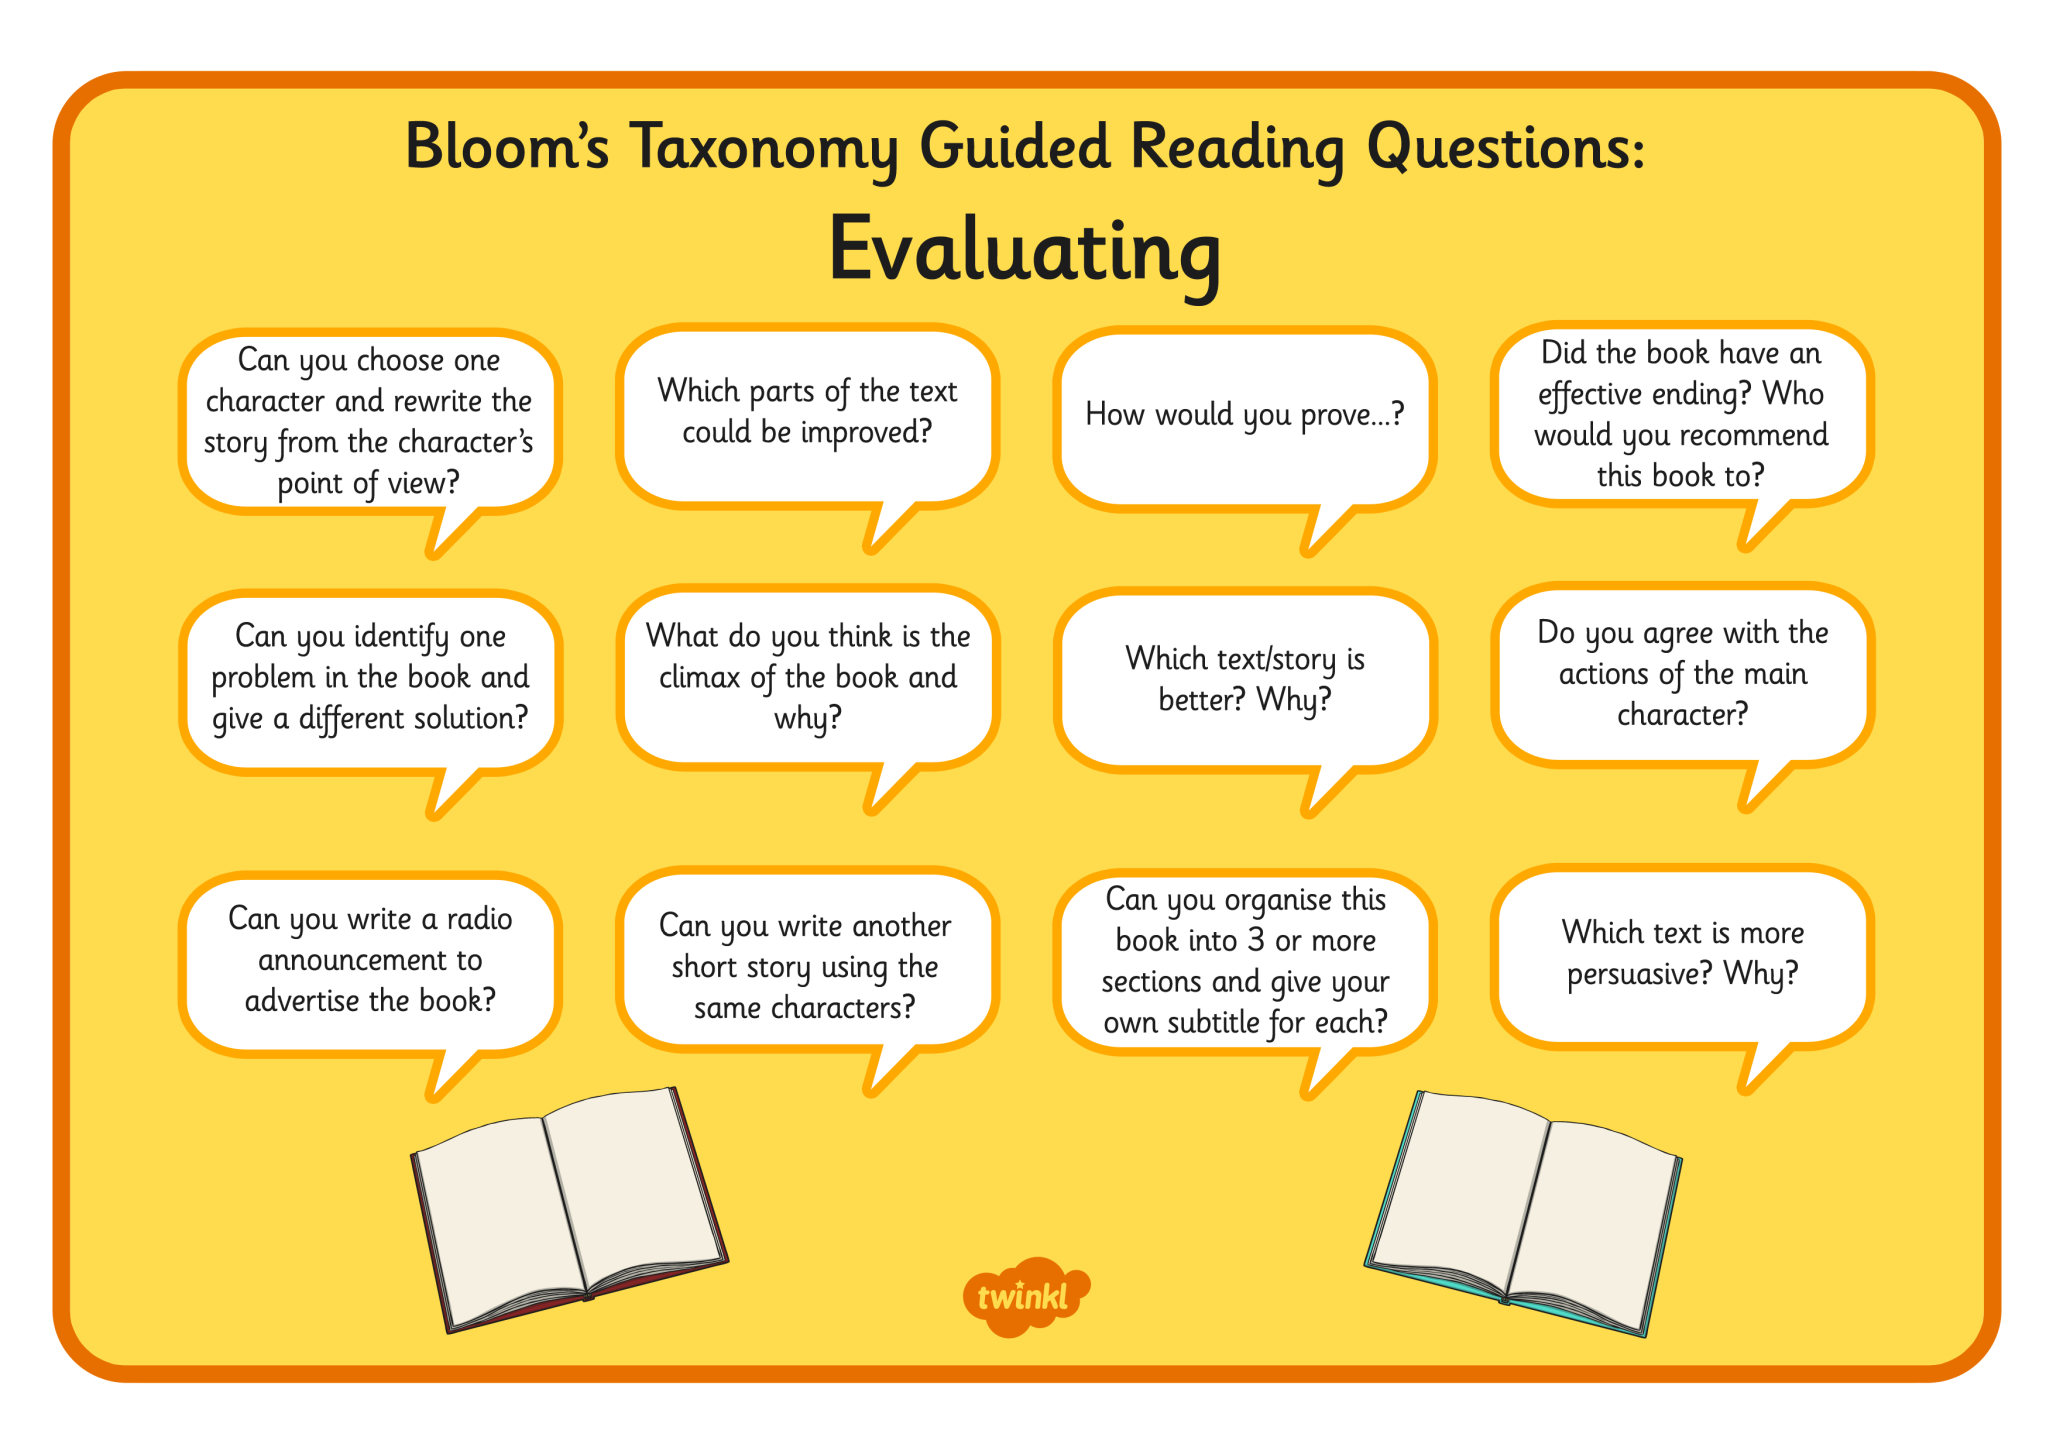 Bloom’s Taxonomy Guided Reading Questions:
Evaluating
Can you choose one
character and rewrite the
story from the character’s
point of view?
Which parts of the text
could be improved?
How would you prove...?
Did the book have an
effective ending? Who
would you recommend
this book to?
Can you identify one
problem in the book and
give a different solution?
What do you think is the
climax of the book and
why?
Which text/story is
better? Why?
Do you agree with the
actions of the main
character?
Can you write a radio
announcement to
advertise the book?
Can you write another
short story using the
same characters?
Can you organise this
book into 3 or more
sections and give your
own subtitle for each?
Which text is more
persuasive? Why?
twinkl